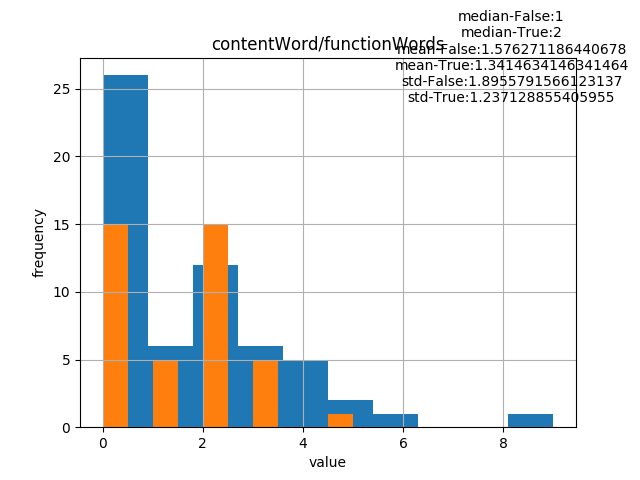 median-False:1
median-True:2
contentWord/functionWords
mean-False:1.576271186440678
mean-True:1.3414634146341464
std-False:1.8955791566123137
std-True:1.237128855405955
25
20
15
10
5
0
frequency
0 2 4 6 8
value